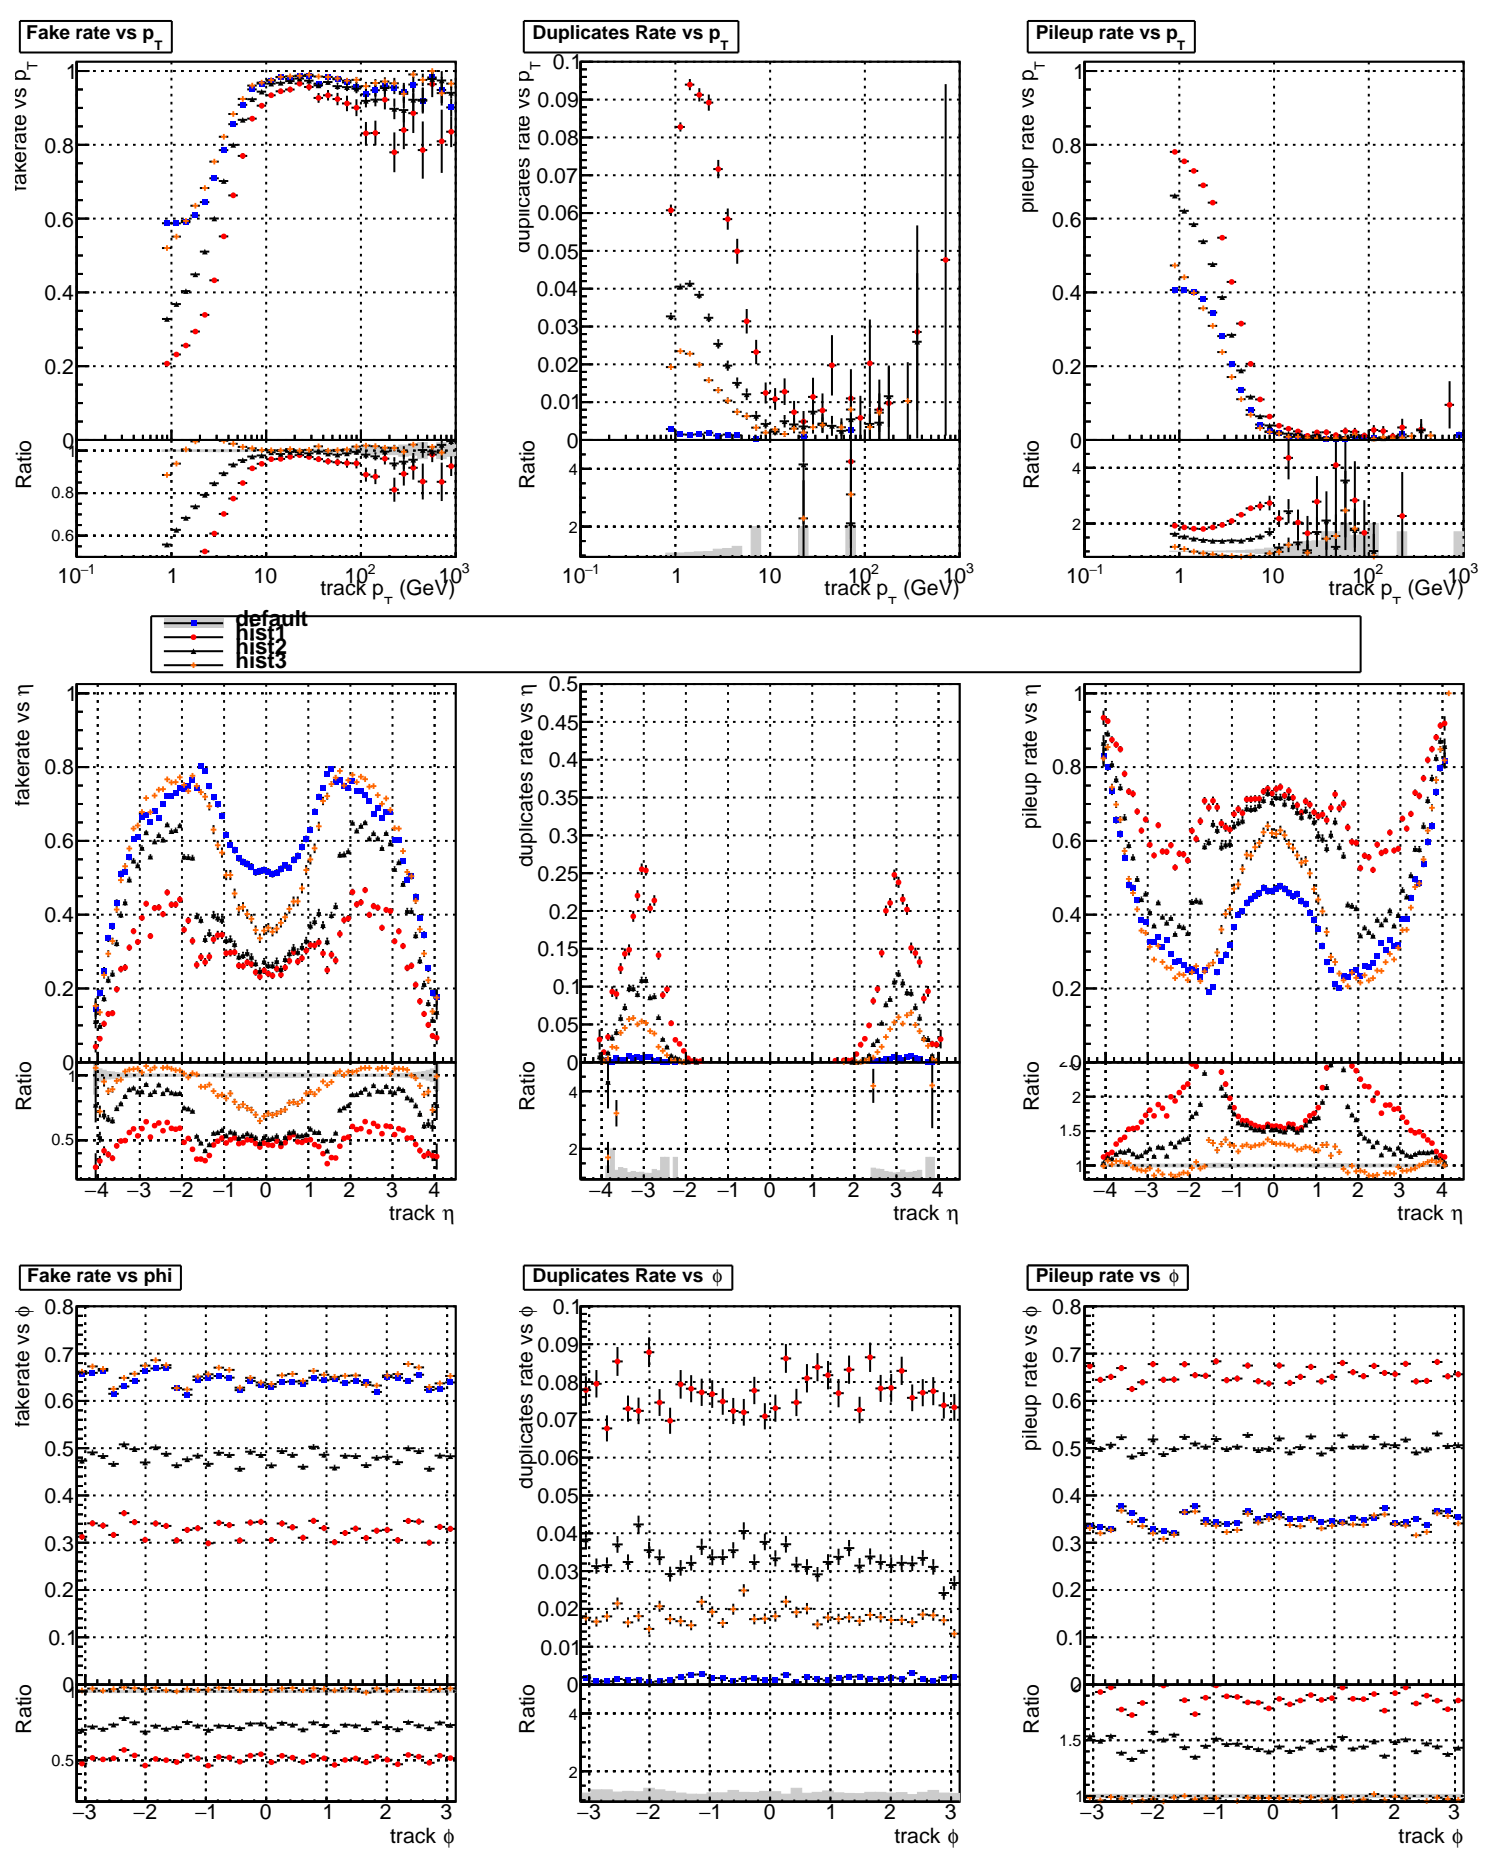 Fake rate vs p_T
Duplicates Rate vs p_T
Pileup rate vs p_T
fakerate vs p_T
1
0.8
0.6
0.4
0.2
0
Ratio
1
0.8
0.6
10⁻¹ 1 10 10² 10³
track p_T (GeV)
duplicates rate vs p_T
0.1
0.09
0.08
0.07
0.06
0.05
0.04
0.03
0.02
0.01
0
Ratio
4
2
10⁻¹ 1 10 10² 10³
track p_T (GeV)
pileup rate vs p_T
1
0.8
0.6
0.4
0.2
0
Ratio
4
2
10⁻¹ 1 10 10² 10³
track p_T (GeV)
default
hist1
hist2
hist3
fakerate vs η
1
0.8
0.6
0.4
0.2
0
Ratio
1
0.5
−4 −3 −2 −1 0 1 2 3 4
track η
duplicates rate vs η
0.5
0.45
0.4
0.35
0.3
0.25
0.2
0.15
0.1
0.05
0
Ratio
4
2
−4 −3 −2 −1 0 1 2 3 4
track η
pileup rate vs η
1
0.8
0.6
0.4
0.2
0
Ratio
2
1.5
1
−4 −3 −2 −1 0 1 2 3 4
track η
Fake rate vs phi
Duplicates Rate vs ϕ
Pileup rate vs ϕ
fakerate vs ϕ
0.8
0.7
0.6
0.5
0.4
0.3
0.2
0.1
0
Ratio
1
0.5
−3 −2 −1 0 1 2 3
track ϕ
duplicates rate vs ϕ
0.1
0.09
0.08
0.07
0.06
0.05
0.04
0.03
0.02
0.01
0
Ratio
4
2
−3 −2 −1 0 1 2 3
track ϕ
pileup rate vs ϕ
0.8
0.7
0.6
0.5
0.4
0.3
0.2
0.1
0
Ratio
1.5
1
−3 −2 −1 0 1 2 3
track ϕ